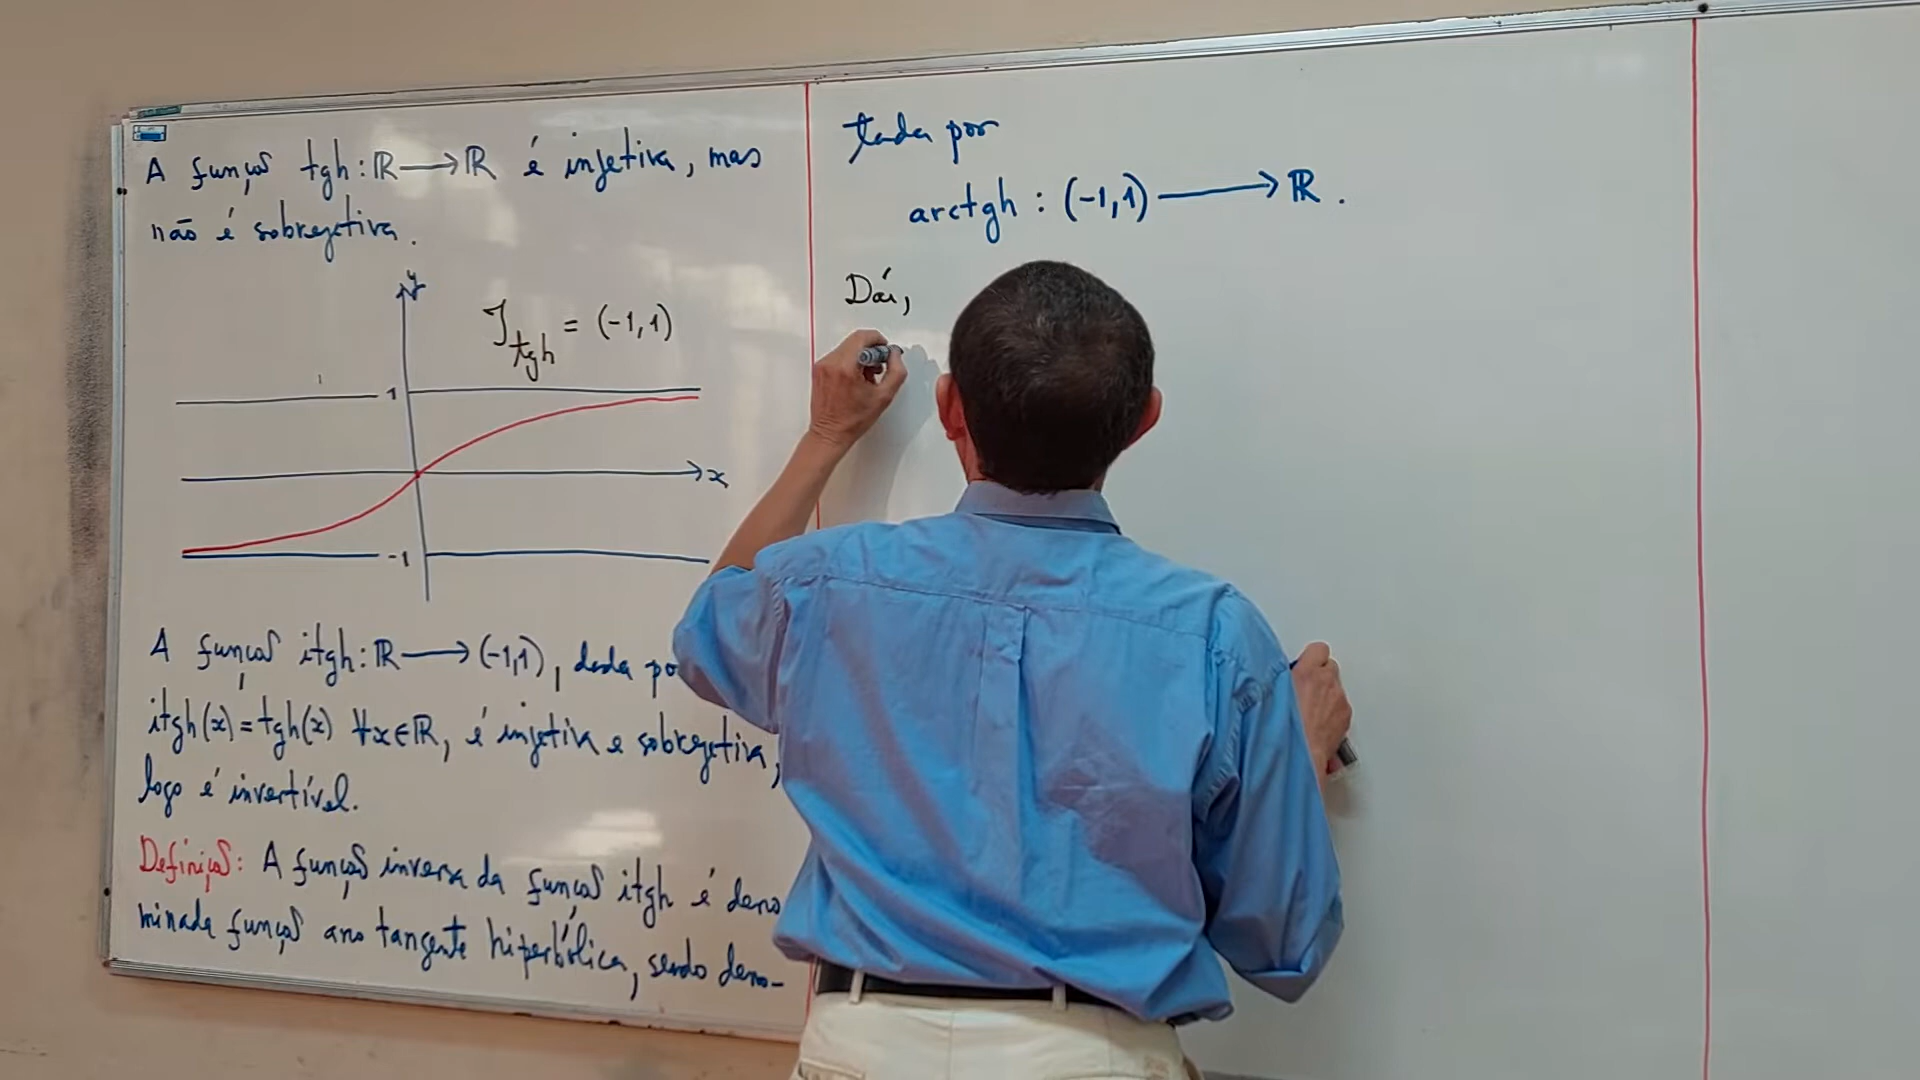 A função tgh : ℝ ⟶ ℝ é injetiva, mas
não é sobrejetiva.
y
I_tgh = (-1,1)
1
x
-1
A função itgh : ℝ ⟶ (-1,1), dada po
itgh(x) = tgh(x) ∀x∈ℝ, é injetiva e sobrejetiva,
logo é invertível.
Definição: A função inversa da função itgh é deno
minada função arco tangente hiperbólica, sendo deno-
tada por
arctgh : (-1,1) ⟶ ℝ.
Daí,